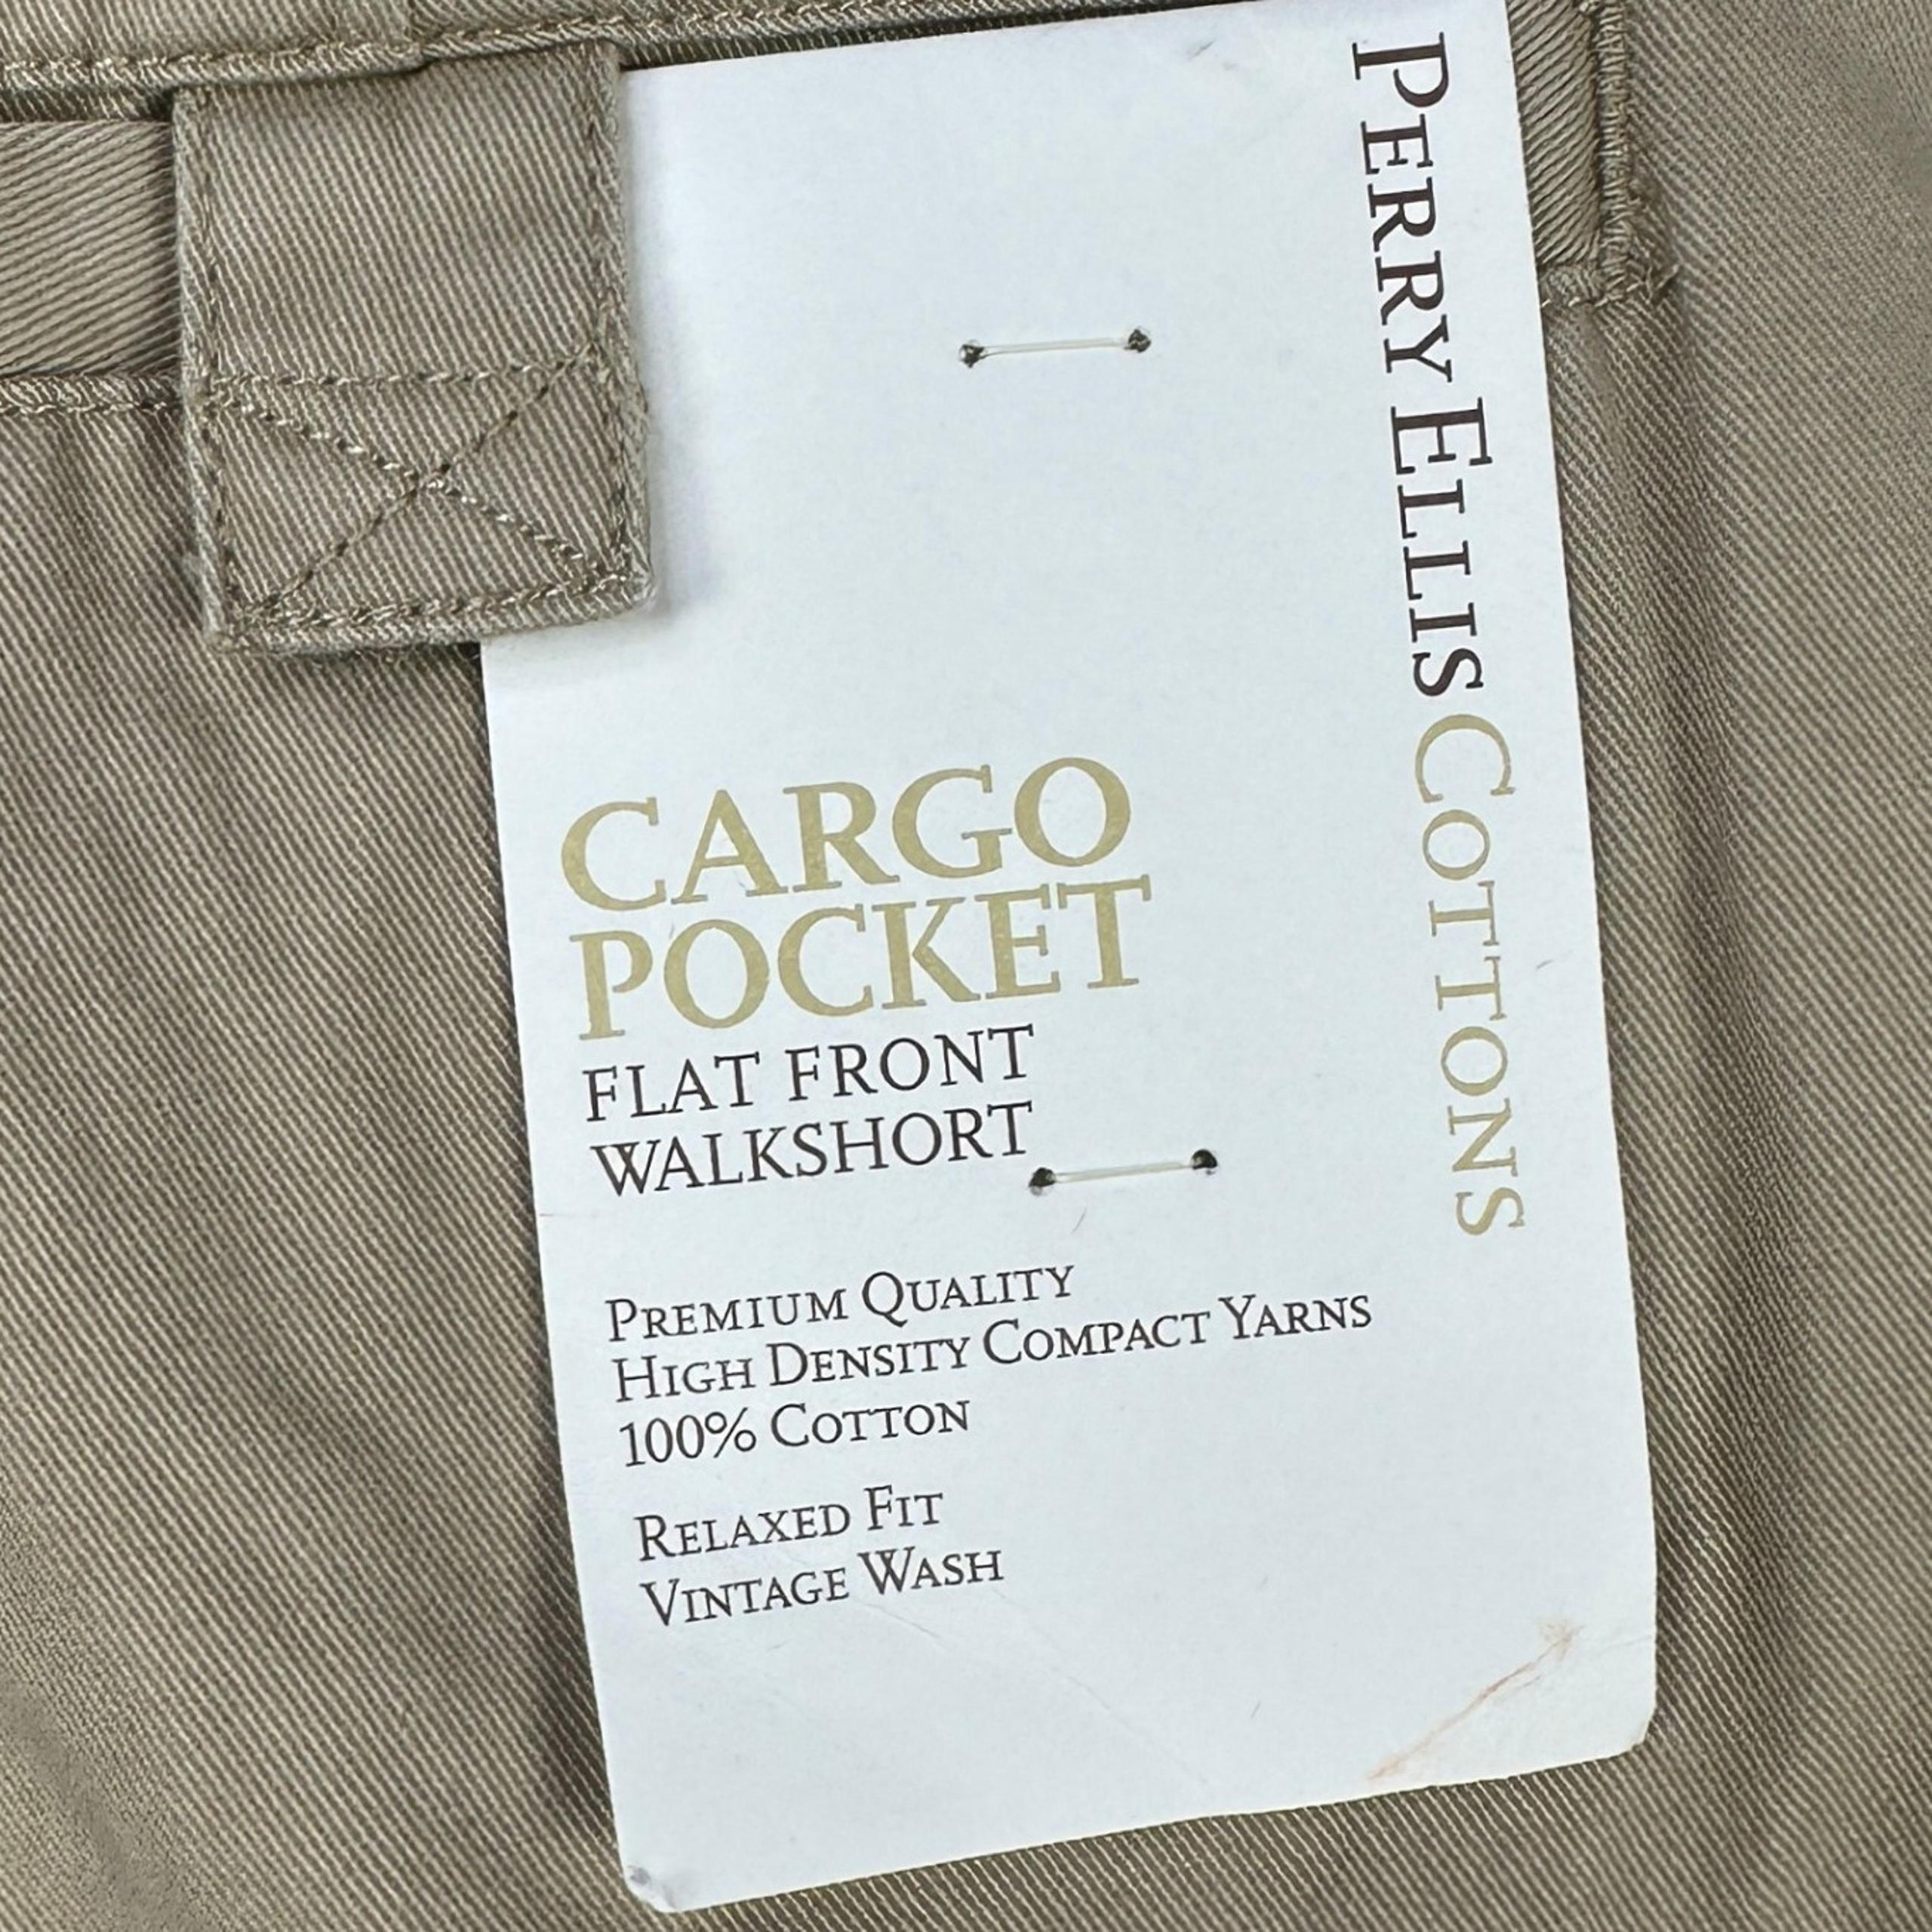 PERRY ELLIS COTTONS
CARGO
POCKET
FLAT FRONT
WALKSHORT
PREMIUM QUALITY
HIGH DENSITY COMPACT YARNS
100% COTTON
RELAXED FIT
VINTAGE WASH